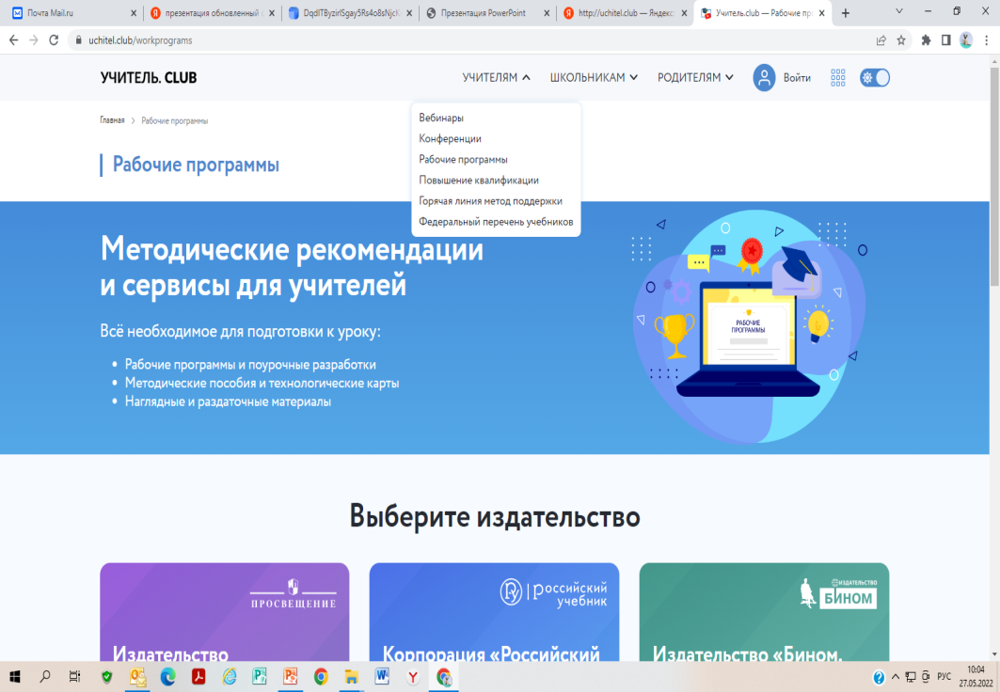 Почта Mail.ru
презентация обновленный
DqdlTByzirlSgay5Rs4o8sNjcK
Презентация PowerPoint
http://uchitel.club — Яндекс
Учитель.club — Рабочие пр
uchitel.club/workprograms
УЧИТЕЛЬ. CLUB
УЧИТЕЛЯМ
ШКОЛЬНИКАМ
РОДИТЕЛЯМ
Войти
Главная > Рабочие программы
Рабочие программы
Вебинары
Конференции
Рабочие программы
Повышение квалификации
Горячая линия метод поддержки
Федеральный перечень учебников
Методические рекомендации
и сервисы для учителей
Всё необходимое для подготовки к уроку:
• Рабочие программы и поурочные разработки
• Методические пособия и технологические карты
• Наглядные и раздаточные материалы
РАБОЧИЕ
ПРОГРАММЫ
Выберите издательство
ПРОСВЕЩЕНИЕ
российский
учебник
ИЗДАТЕЛЬСТВО
БИНОМ
Издательство
Корпорация «Российский
Издательство «Бином.
РУС
10:04
27.05.2022